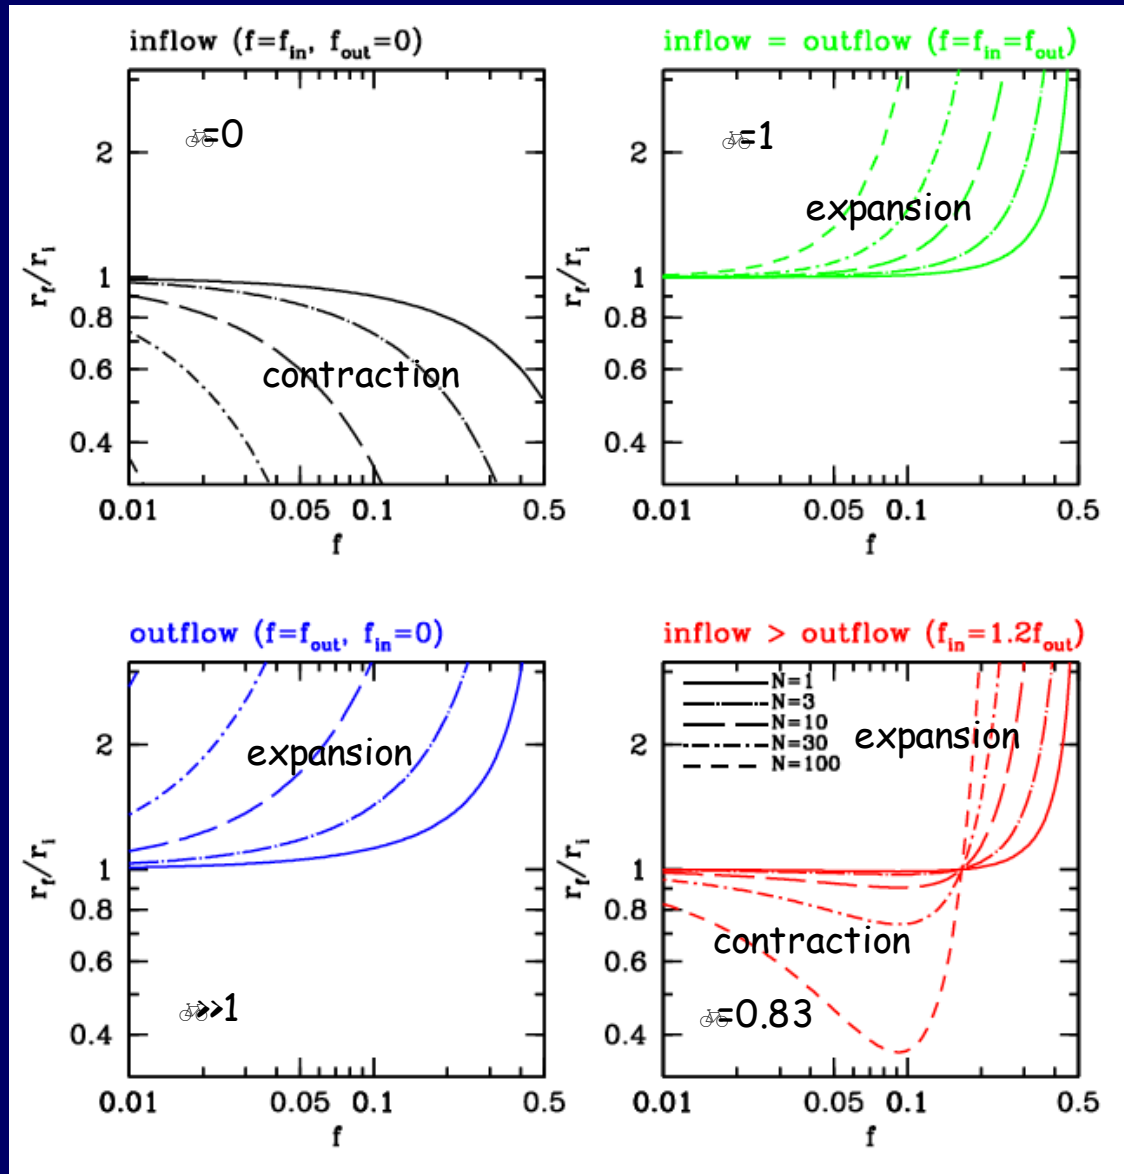 inflow (f=f_in, f_out=0)
🚲=0
contraction
r_f/r_i
2
1
0.8
0.6
0.4
0.01
0.05
0.1
0.5
f
inflow = outflow (f=f_in=f_out)
🚲=1
expansion
r_f/r_i
2
1
0.8
0.6
0.4
0.01
0.05
0.1
0.5
f
outflow (f=f_out, f_in=0)
expansion
🚲≫1
r_f/r_i
2
1
0.8
0.6
0.4
0.01
0.05
0.1
0.5
f
inflow > outflow (f_in=1.2f_out)
N=1
N=3
N=10
N=30
N=100
expansion
contraction
🚲=0.83
r_f/r_i
2
1
0.8
0.6
0.4
0.01
0.05
0.1
0.5
f